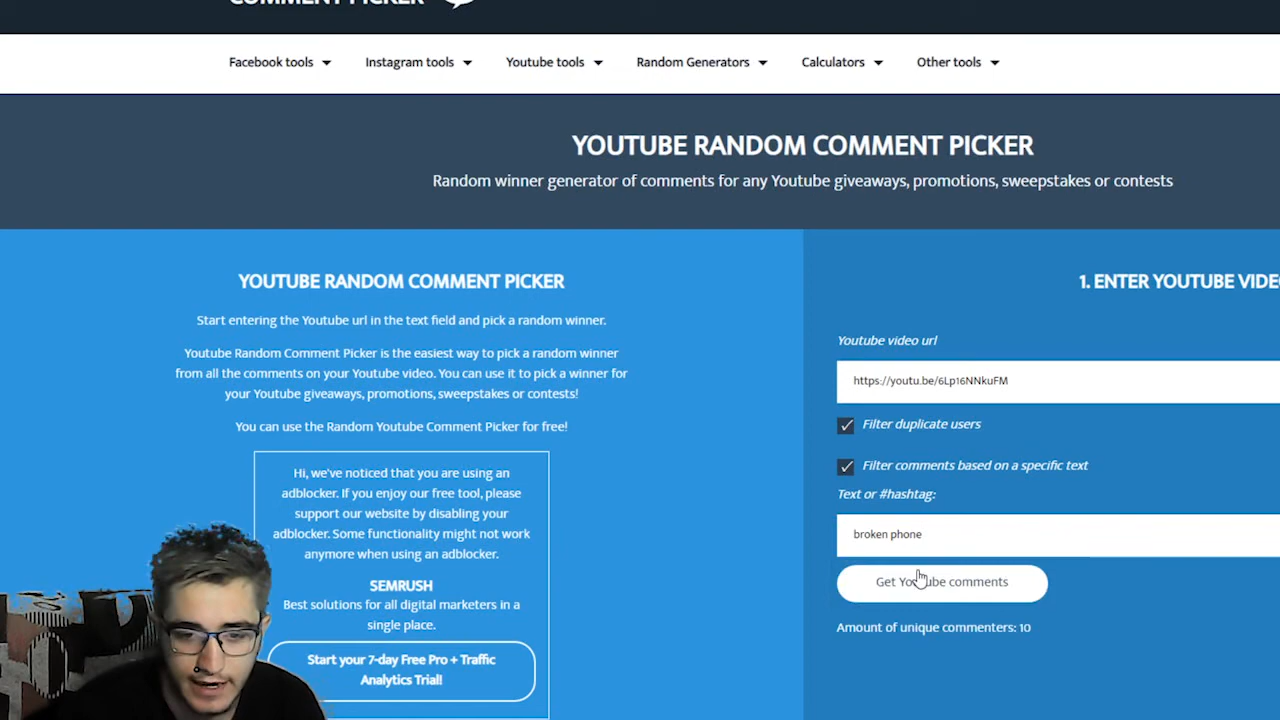 COMMENT PICKER
Facebook tools
Instagram tools
Youtube tools
Random Generators
Calculators
Other tools
YOUTUBE RANDOM COMMENT PICKER
Random winner generator of comments for any Youtube giveaways, promotions, sweepstakes or contests
YOUTUBE RANDOM COMMENT PICKER
Start entering the Youtube url in the text field and pick a random winner.
Youtube Random Comment Picker is the easiest way to pick a random winner
from all the comments on your Youtube video. You can use it to pick a winner for
your Youtube giveaways, promotions, sweepstakes or contests!
You can use the Random Youtube Comment Picker for free!
Hi, we've noticed that you are using an
adblocker. If you enjoy our free tool, please
support our website by disabling your
adblocker. Some functionality might not work
anymore when using an adblocker.
SEMRUSH
Best solutions for all digital marketers in a
single place.
Start your 7-day Free Pro + Traffic
Analytics Trial!
1. ENTER YOUTUBE VIDEO
Youtube video url
https://youtu.be/6Lp16NNkuFM
Filter duplicate users
Filter comments based on a specific text
Text or #hashtag:
broken phone
Get Youtube comments
Amount of unique commenters: 10